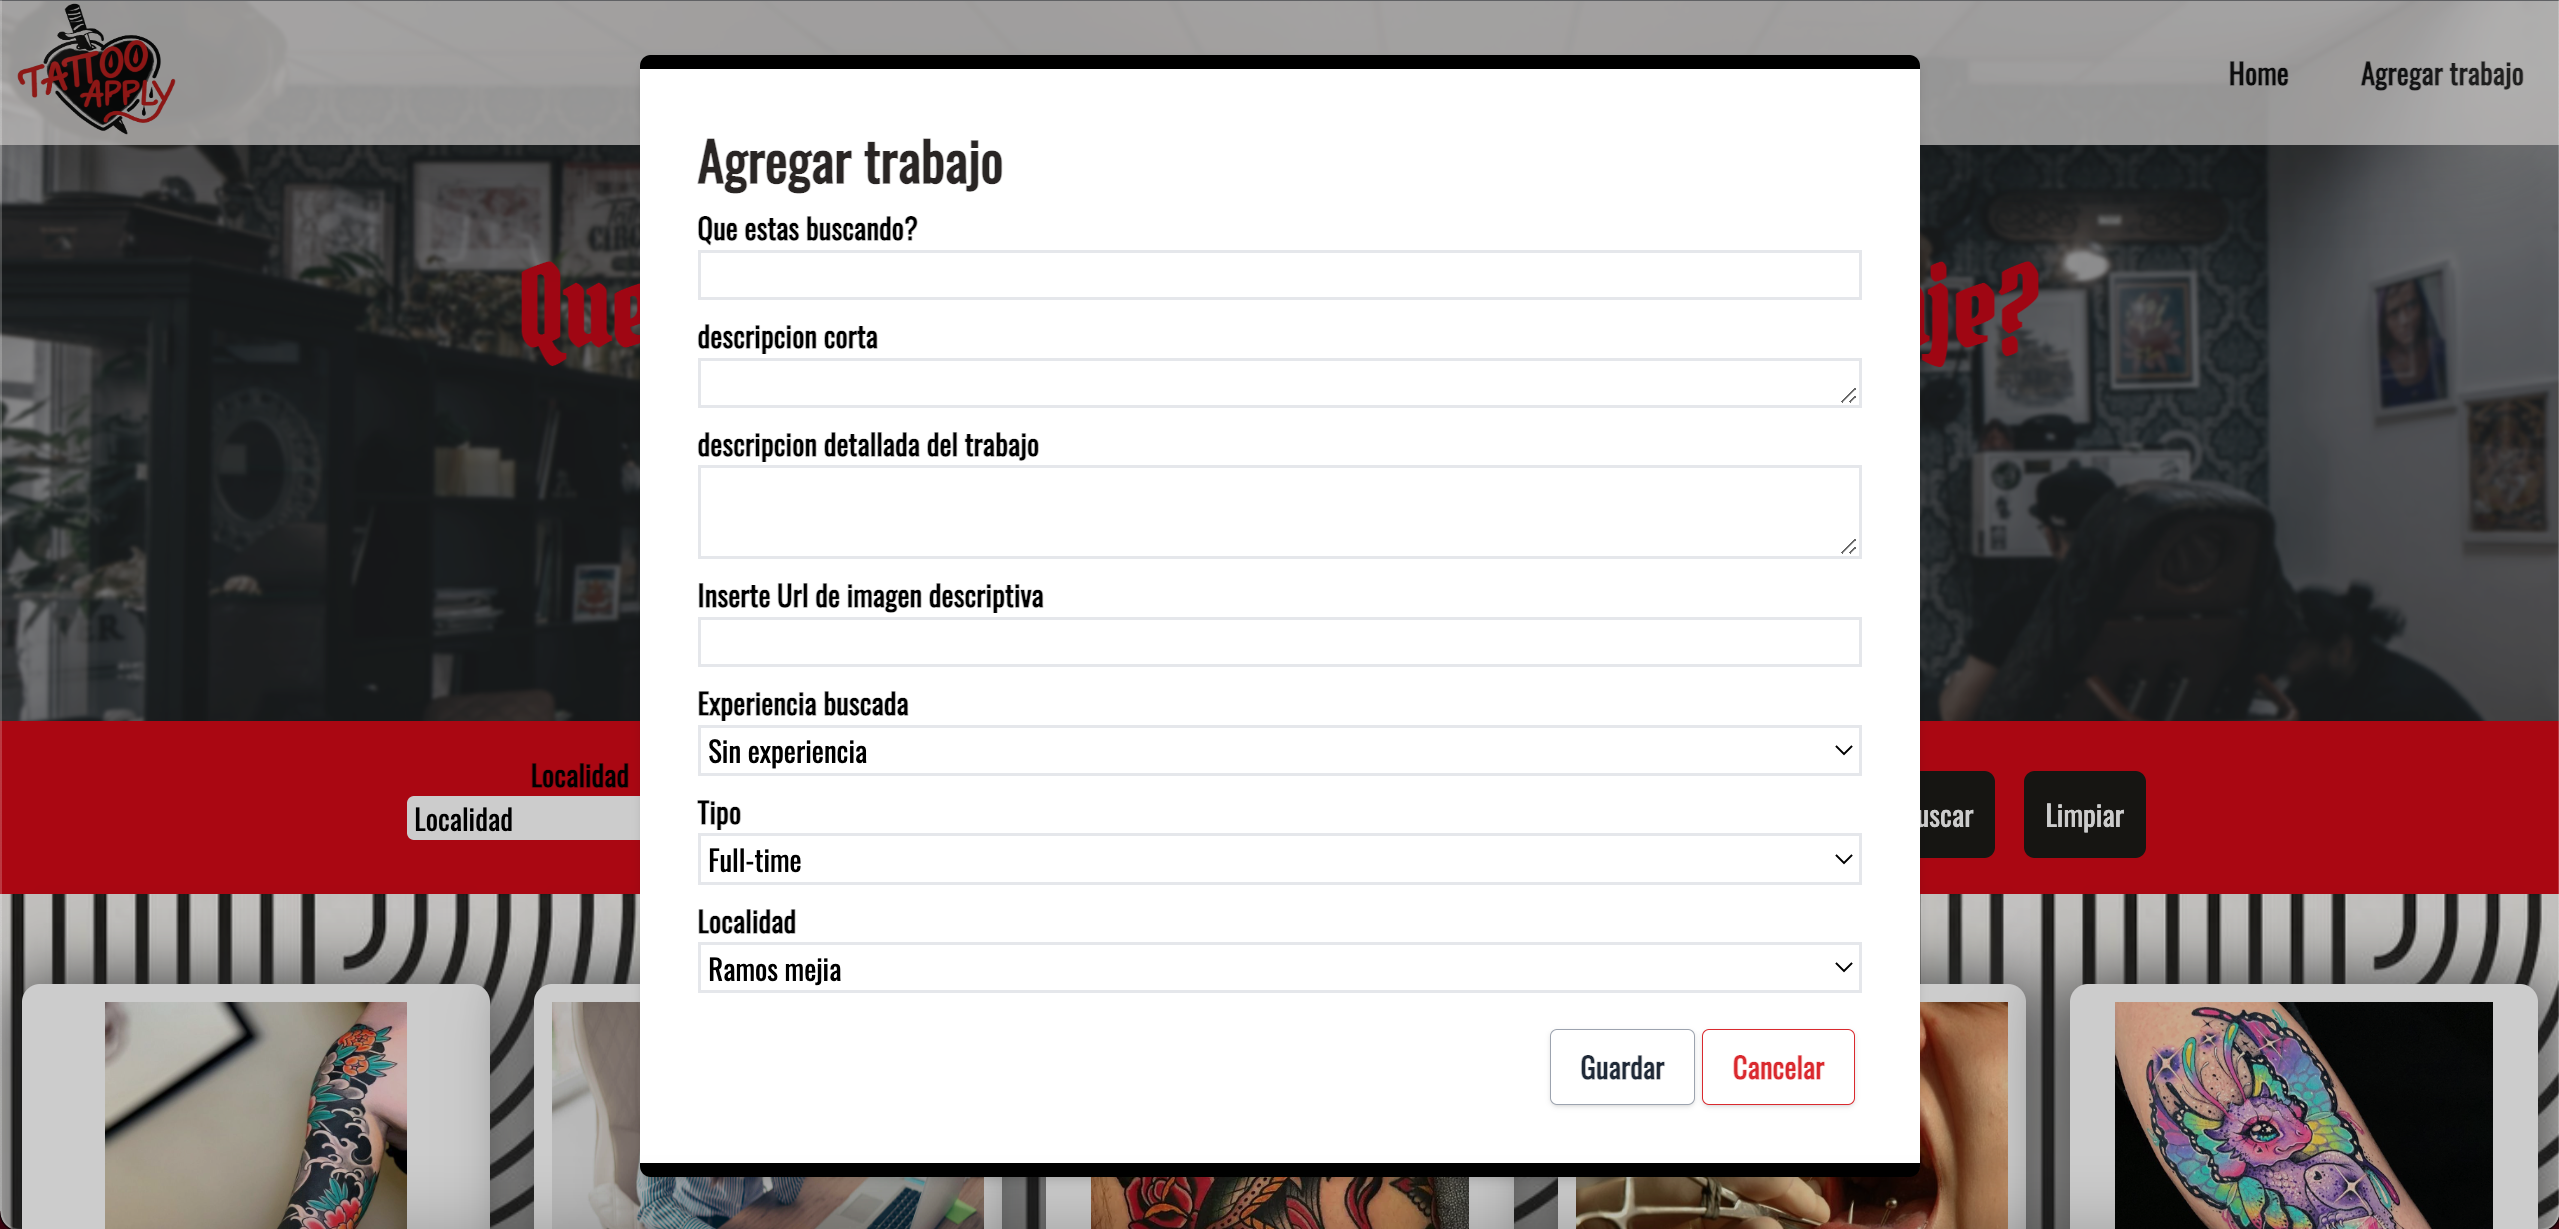 TATTOO
APPLY
Home
Agregar trabajo
Agregar trabajo
Que estas buscando?
descripcion corta
descripcion detallada del trabajo
Inserte Url de imagen descriptiva
Experiencia buscada
Sin experiencia
Tipo
Full-time
Localidad
Ramos mejia
Guardar
Cancelar
Que
je?
Localidad
Localidad
uscar
Limpiar